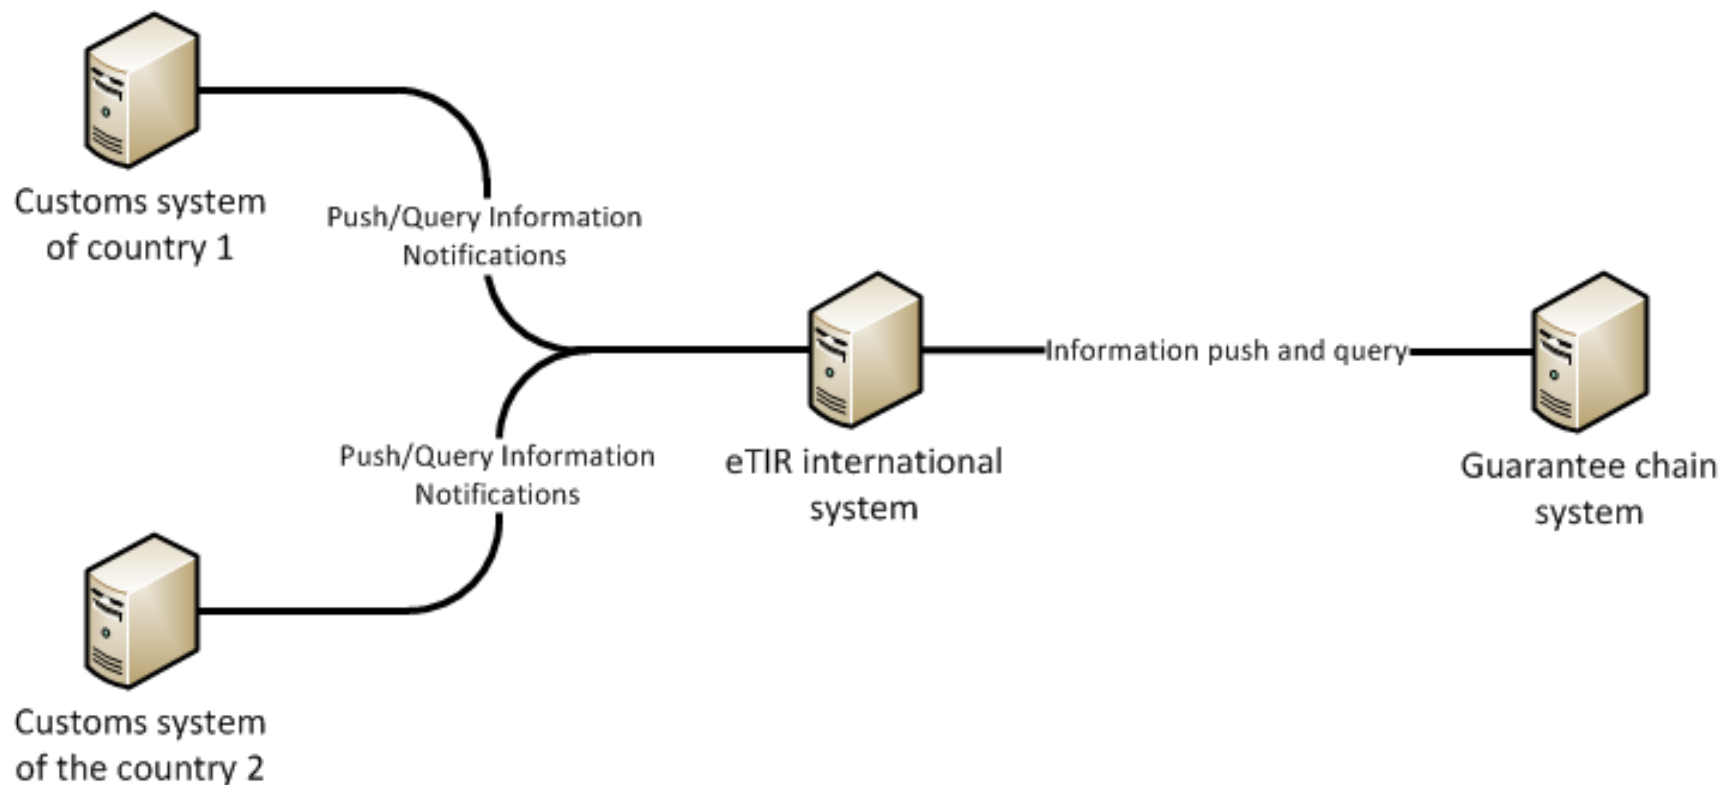 Customs system
of country 1
Push/Query Information
Notifications
Information push and query
Push/Query Information
Notifications
eTIR international
system
Guarantee chain
system
Customs system
of the country 2